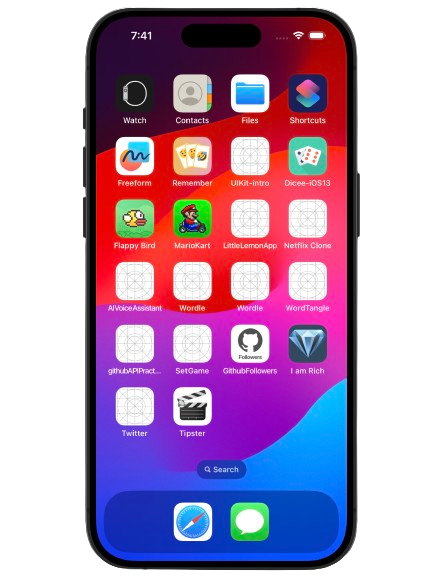 7:41
Watch
Contacts
Files
Shortcuts
Freeform
Remember
UIKit-intro
Dicee-iOS13
Flappy Bird
MarioKart
LittleLemonApp
Netflix Clone
AIVoiceAssistant
Wordle
Wordle
WordTangle
githubAPIPract...
SetGame
Followers
GithubFollowers
I am Rich
Twitter
Tipster
Search